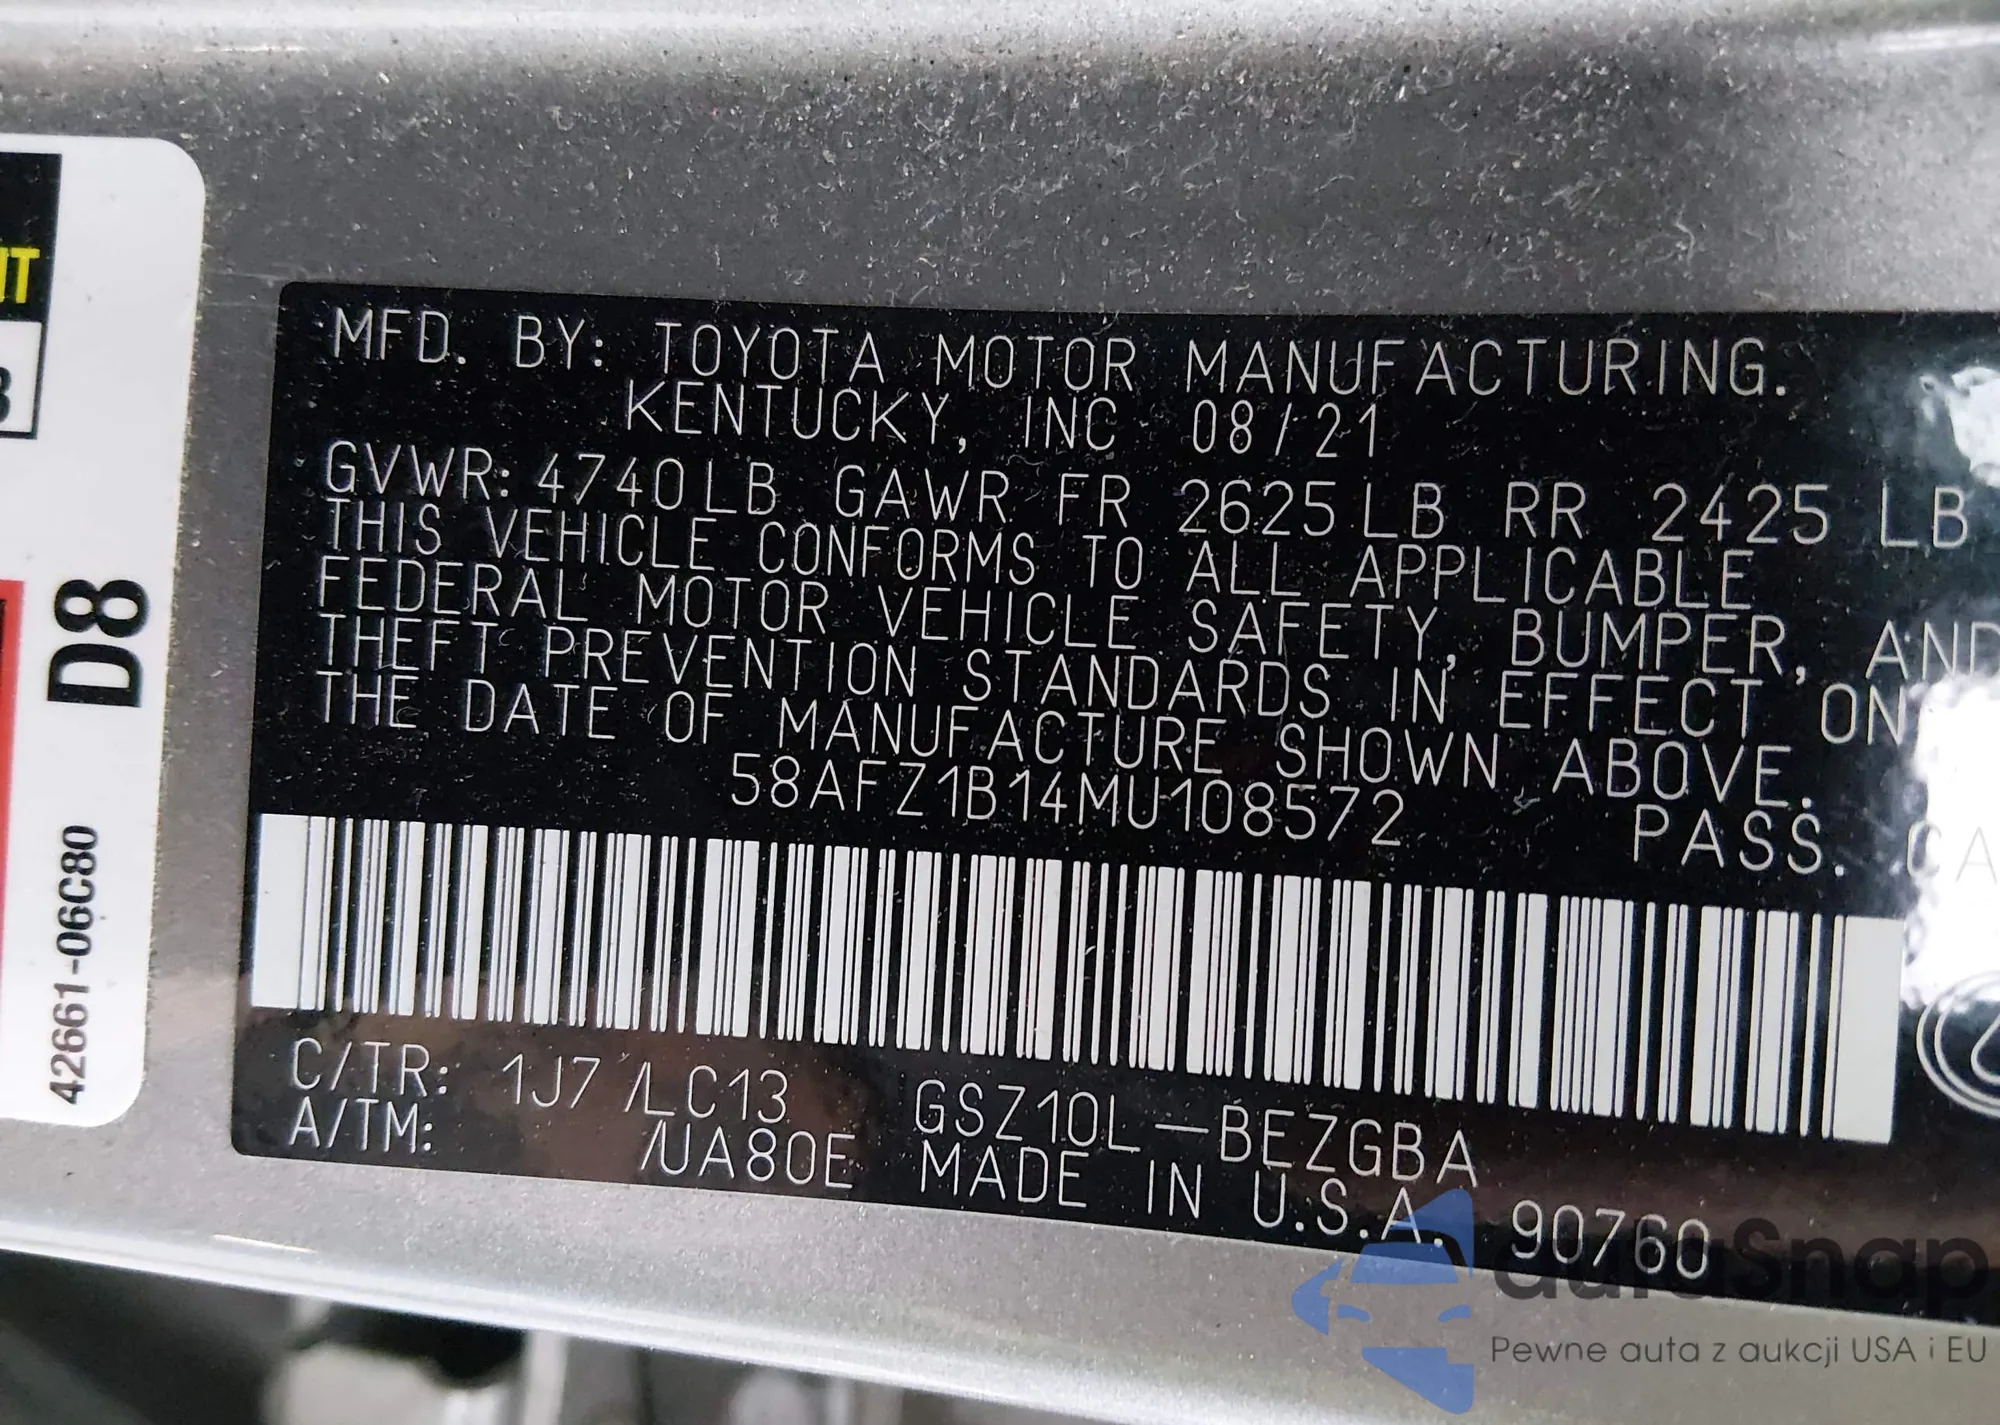 IT
D8
42661-06C80
MFD. BY: TOYOTA MOTOR MANUFACTURING.
KENTUCKY, INC 08/21
GVWR: 4740LB GAWR FR 2625LB RR 2425 LB
THIS VEHICLE CONFORMS TO ALL APPLICABLE
FEDERAL MOTOR VEHICLE SAFETY, BUMPER, AND
THEFT PREVENTION STANDARDS IN EFFECT ON
THE DATE OF MANUFACTURE SHOWN ABOVE.
58AFZ1B14MU108572 PASS. CA
C/TR: 1J7 /LC13 GSZ10L-BEZGBA
A/TM: /UA80E MADE IN U.S.A. 90760
autoSnap
Pewne auta z aukcji USA i EU